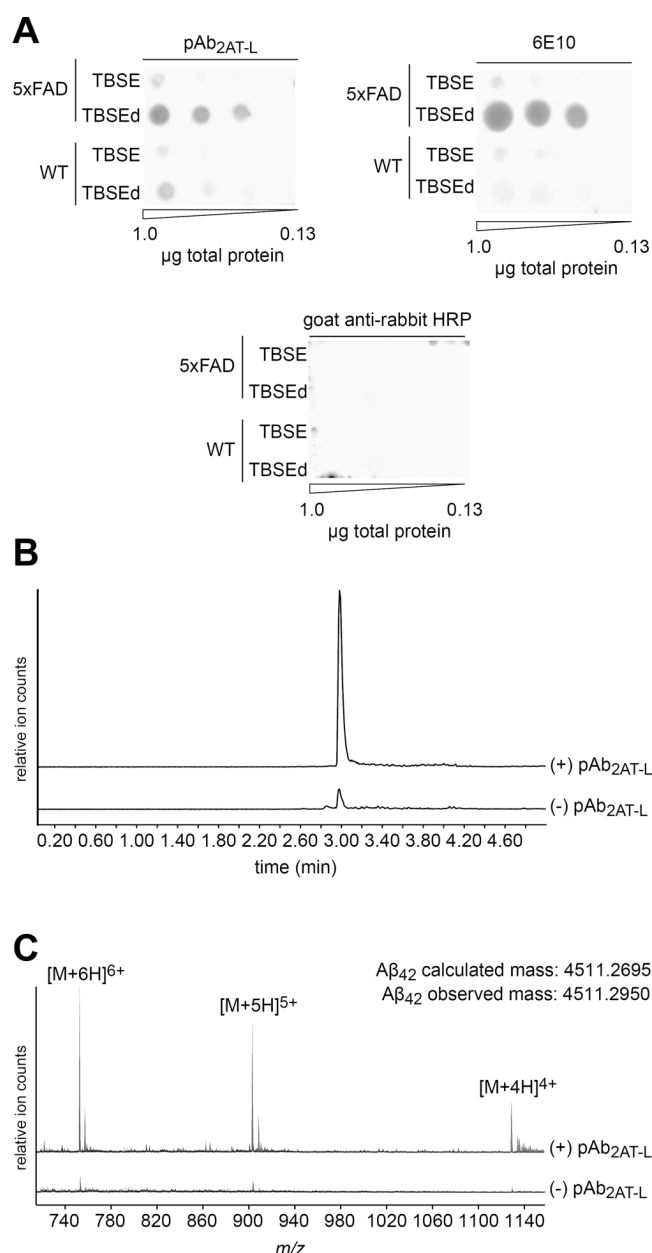 A
pAb2AT-L
5xFAD
TBSE
TBSEd
WT
TBSE
TBSEd
1.0
0.13
µg total protein
6E10
5xFAD
TBSE
TBSEd
WT
TBSE
TBSEd
1.0
0.13
µg total protein
goat anti-rabbit HRP
5xFAD
TBSE
TBSEd
WT
TBSE
TBSEd
1.0
0.13
µg total protein
B
relative ion counts
(+) pAb2AT-L
(-) pAb2AT-L
0.20 0.60 1.00 1.40 1.80 2.20 2.60 3.00 3.40 3.80 4.20 4.60
time (min)
C
[M+6H]6+
[M+5H]5+
[M+4H]4+
Aβ42 calculated mass: 4511.2695
Aβ42 observed mass: 4511.2950
relative ion counts
(+) pAb2AT-L
(-) pAb2AT-L
740 780 820 860 900 940 980 1020 1060 1100 1140
m/z